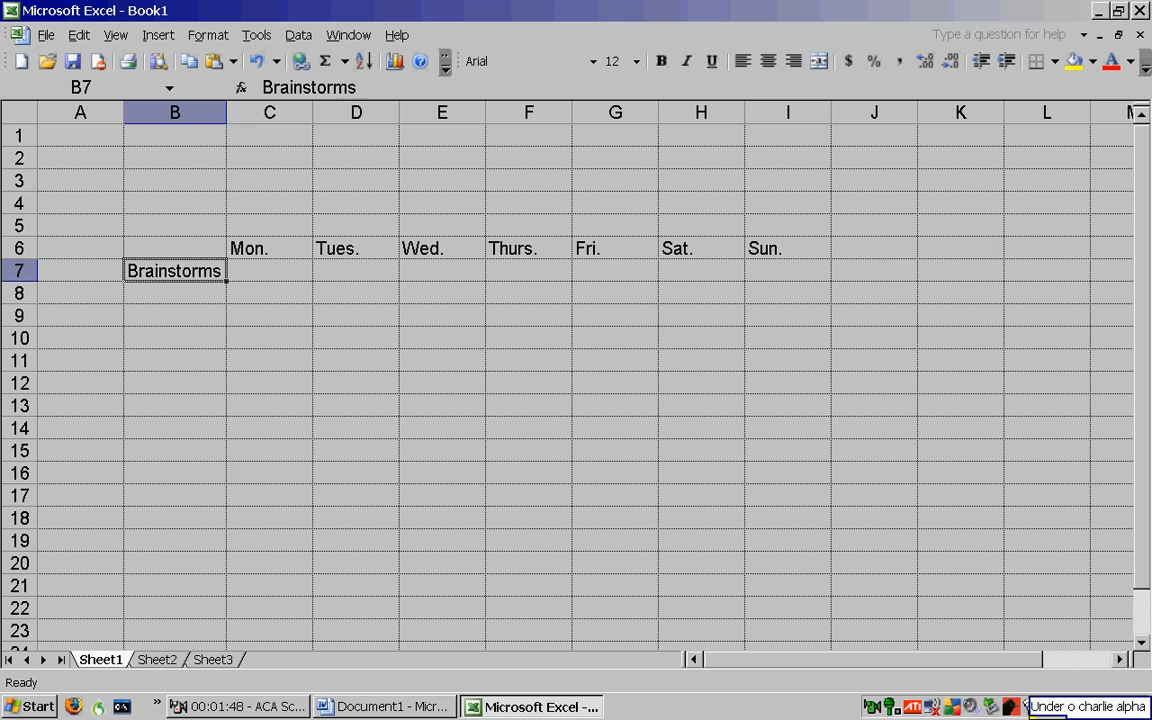 Microsoft Excel - Book1
File Edit View Insert Format Tools Data Window Help Type a question for help
Arial 12 B I U $ % ,
B7 fx Brainstorms
A B C D E F G H I J K L M
1
2
3
4
5
6 Mon. Tues. Wed. Thurs. Fri. Sat. Sun.
7 Brainstorms
8
9
10
11
12
13
14
15
16
17
18
19
20
21
22
23
24
Sheet1 Sheet2 Sheet3
Ready
Start » 00:01:48 - ACA Sc... Document1 - Micr... Microsoft Excel -... ATI Under o charlie alpha